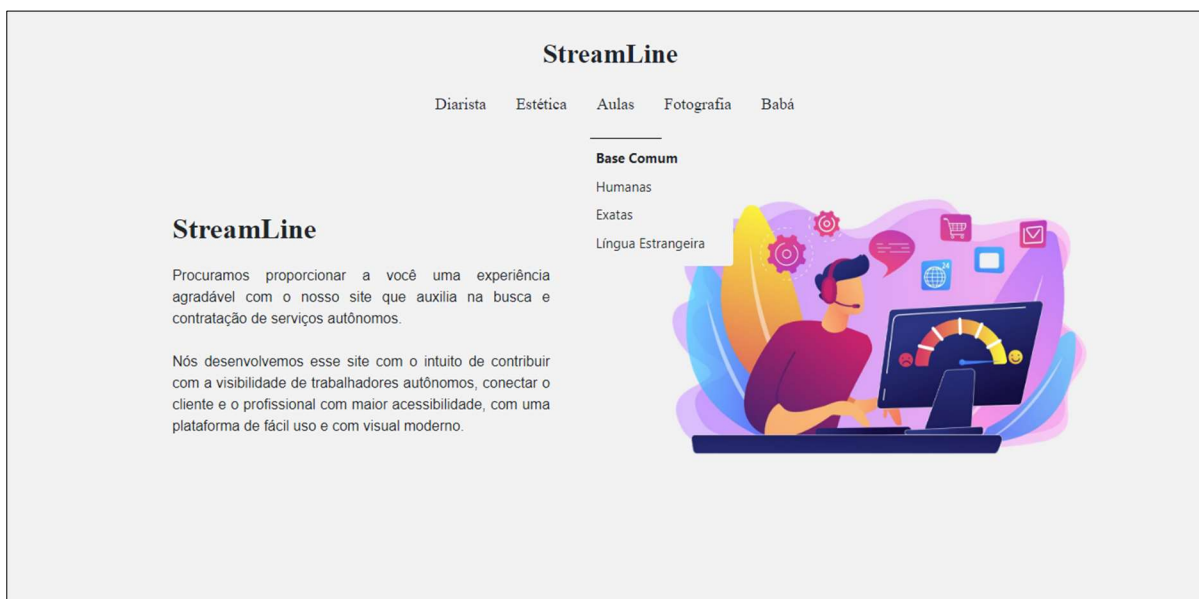 StreamLine
Diarista Estética Aulas Fotografia Babá
Base Comum
Humanas
Exatas
Língua Estrangeira
StreamLine
Procuramos proporcionar a você uma experiência
agradável com o nosso site que auxilia na busca e
contratação de serviços autônomos.
Nós desenvolvemos esse site com o intuito de contribuir
com a visibilidade de trabalhadores autônomos, conectar o
cliente e o profissional com maior acessibilidade, com uma
plataforma de fácil uso e com visual moderno.
24